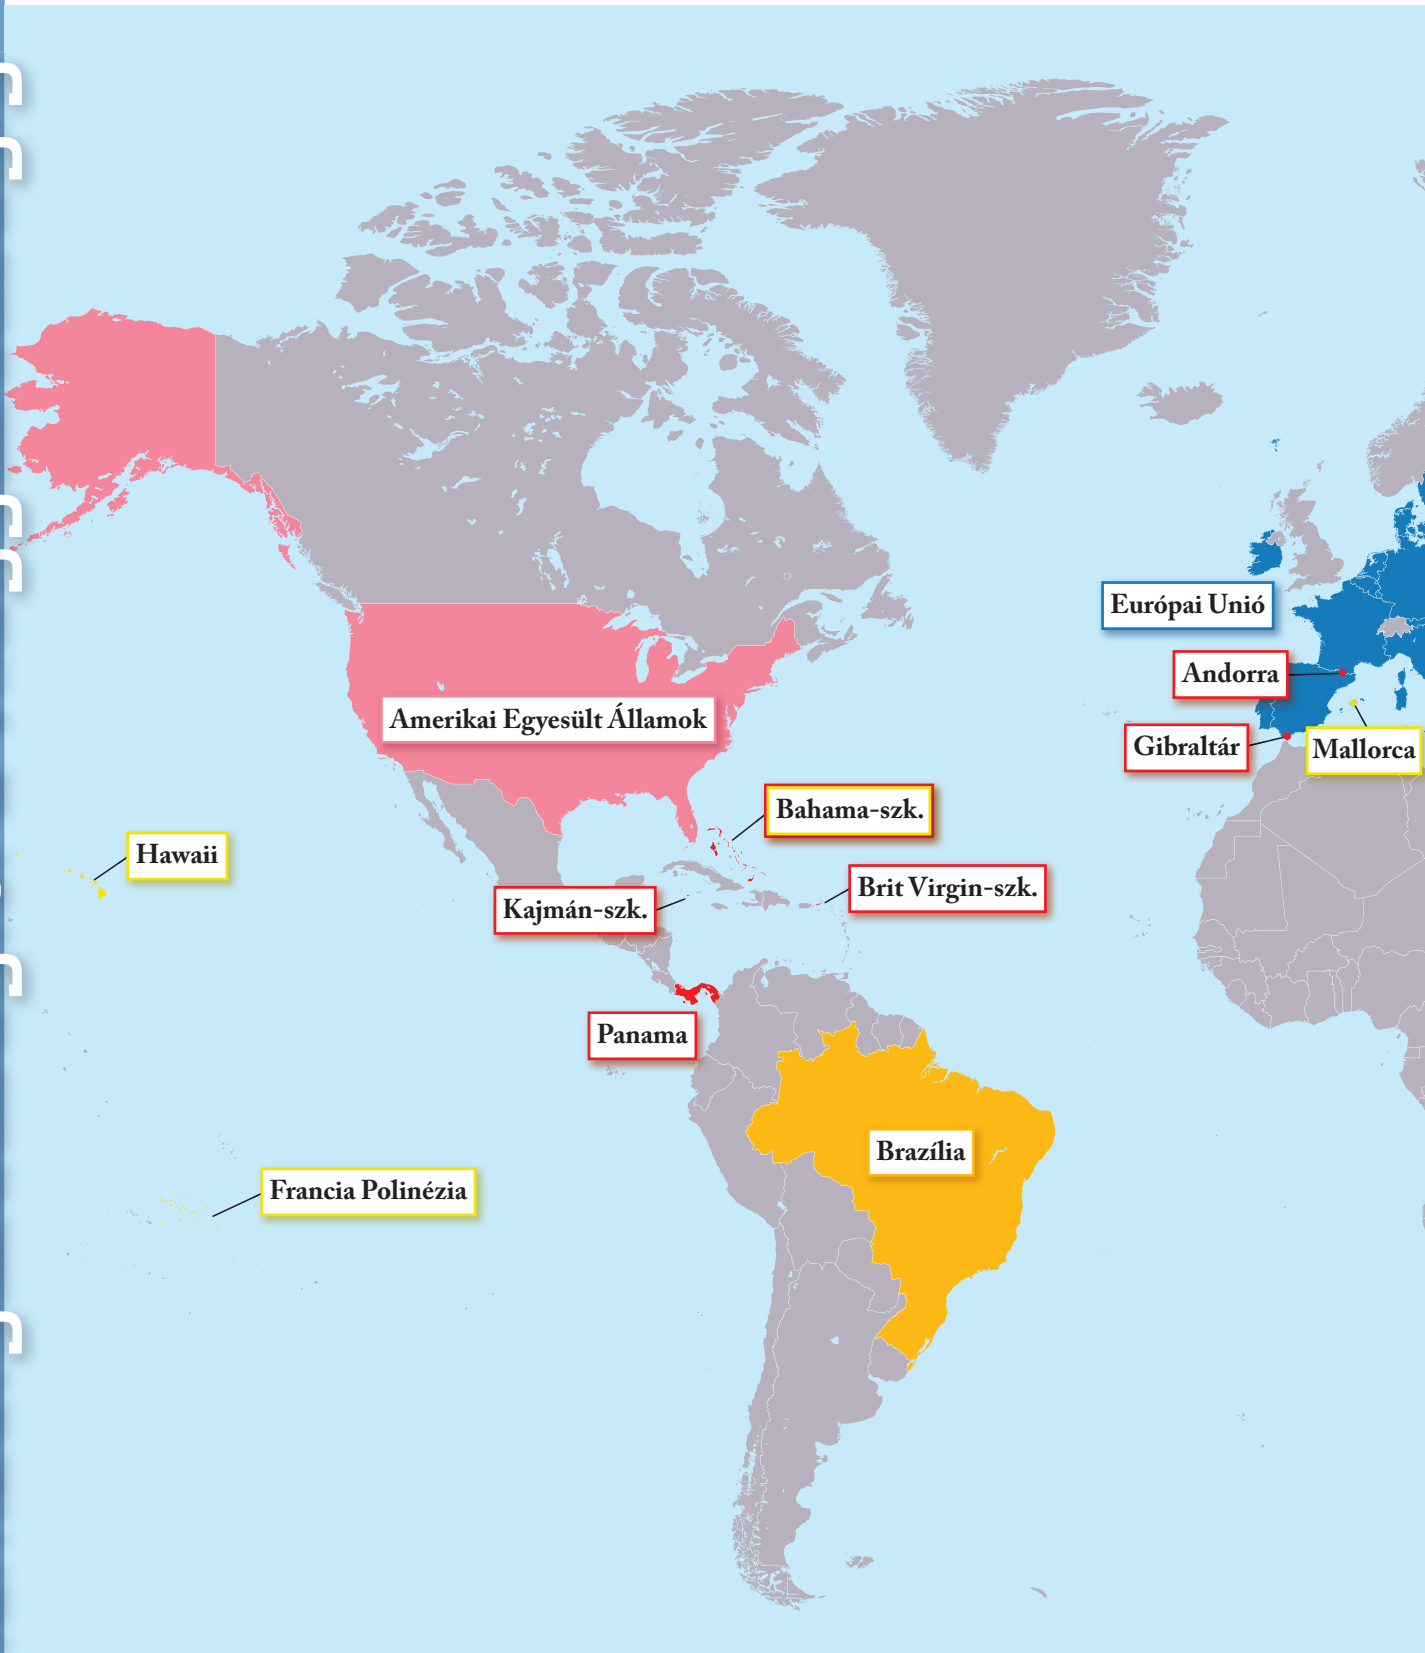 Európai Unió
Andorra
Amerikai Egyesült Államok
Gibraltár
Mallorca
Bahama-szk.
Hawaii
Brit Virgin-szk.
Kajmán-szk.
Panama
Brazília
Francia Polinézia